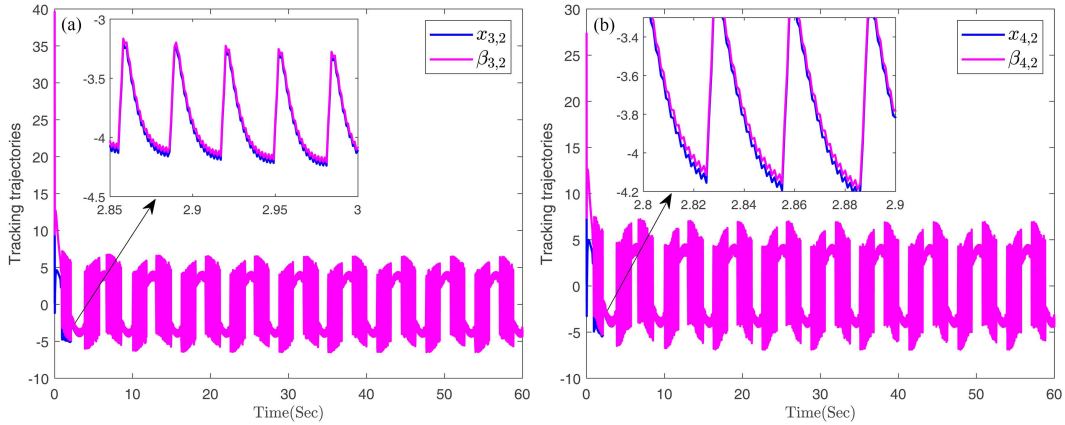 (a)
x3,2
β3,2
Tracking trajectories
40
35
30
25
20
15
10
5
0
-5
-10
0 10 20 30 40 50 60
Time(Sec)
-3
-3.5
-4
-4.5
2.85 2.9 2.95 3
(b)
x4,2
β4,2
Tracking trajectories
30
25
20
15
10
5
0
-5
-10
0 10 20 30 40 50 60
Time(Sec)
-3.4
-3.6
-3.8
-4
-4.2
2.8 2.82 2.84 2.86 2.88 2.9